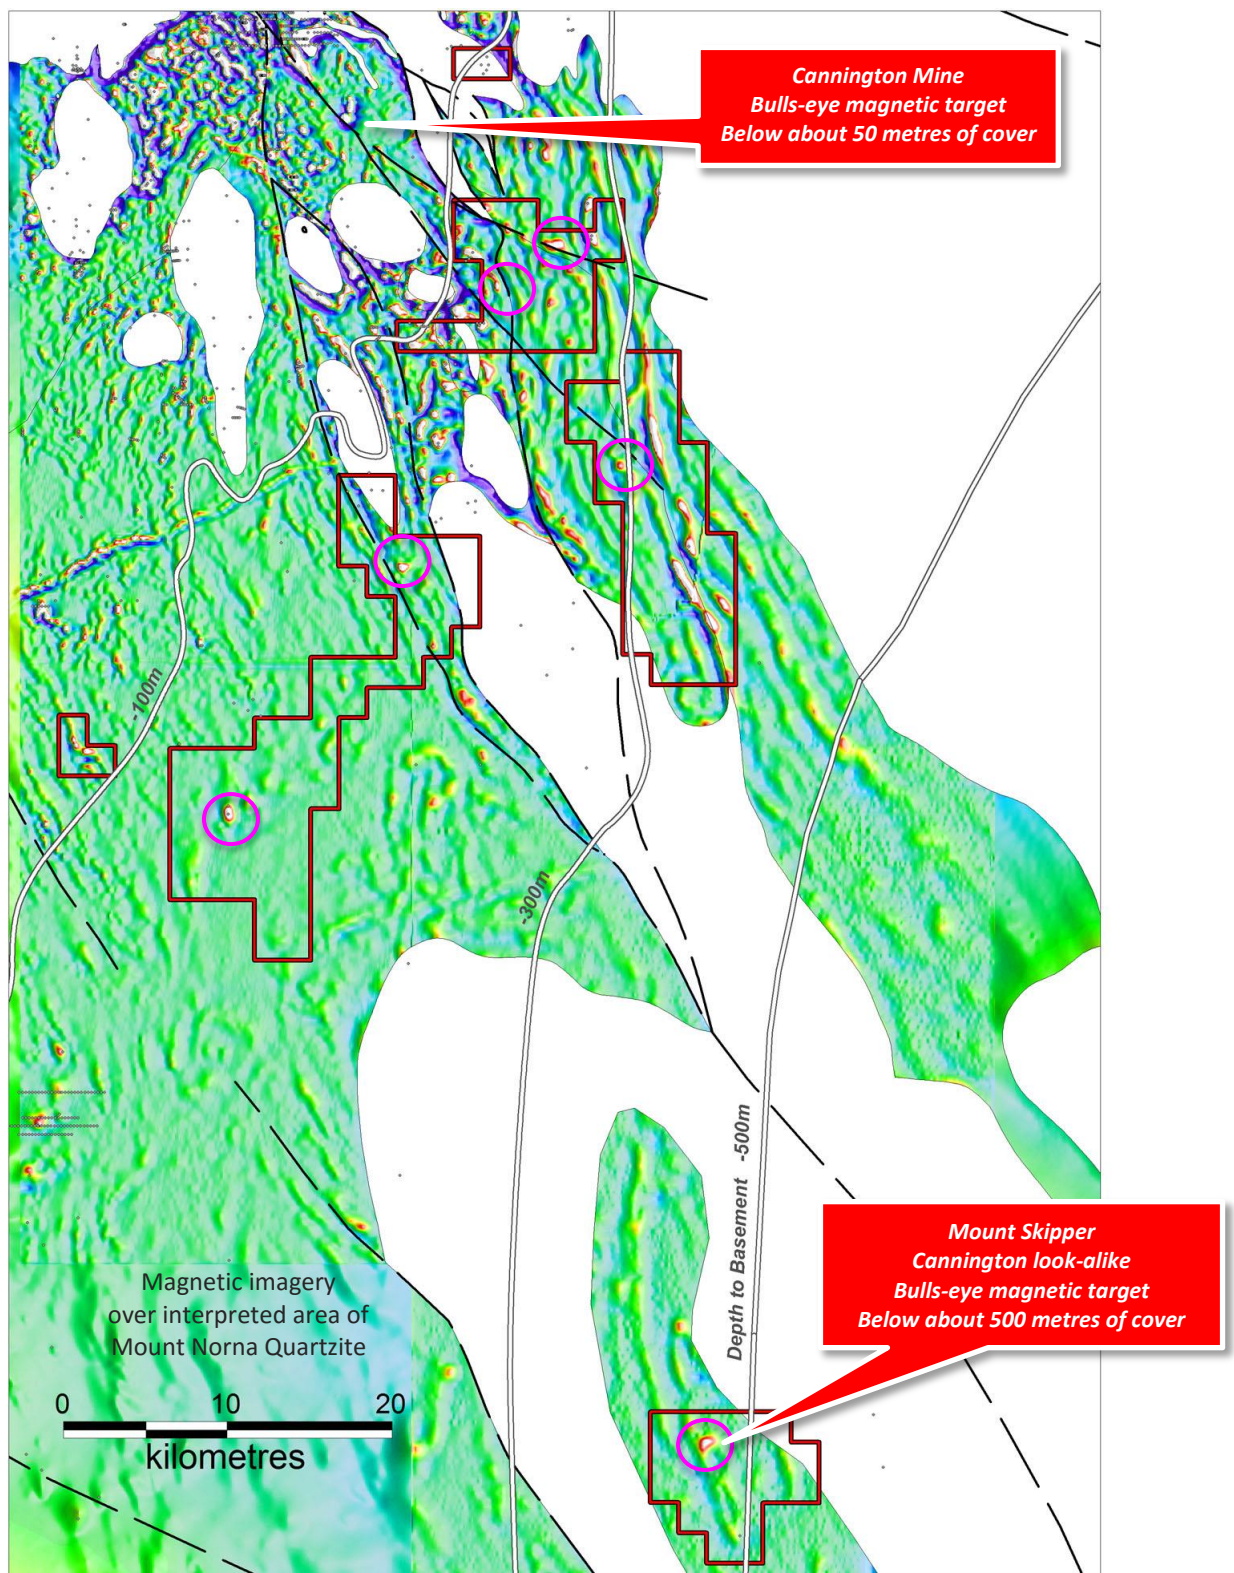 Cannington Mine
Bulls-eye magnetic target
Below about 50 metres of cover
-100m
-300m
Depth to Basement -500m
Mount Skipper
Cannington look-alike
Bulls-eye magnetic target
Below about 500 metres of cover
Magnetic imagery
over interpreted area of
Mount Norna Quartzite
0 10 20
kilometres